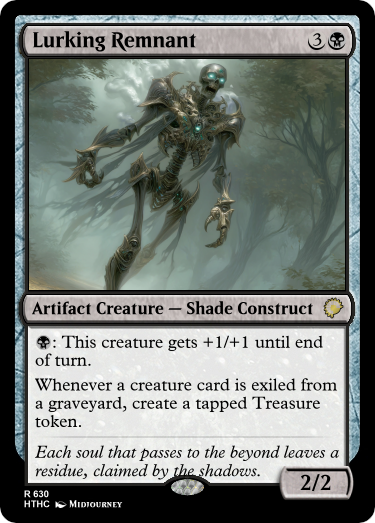 Lurking Remnant 3
Artifact Creature — Shade Construct
: This creature gets +1/+1 until end
of turn.
Whenever a creature card is exiled from
a graveyard, create a tapped Treasure
token.
Each soul that passes to the beyond leaves a
residue, claimed by the shadows.
2/2
R 630
HTHC Midjourney